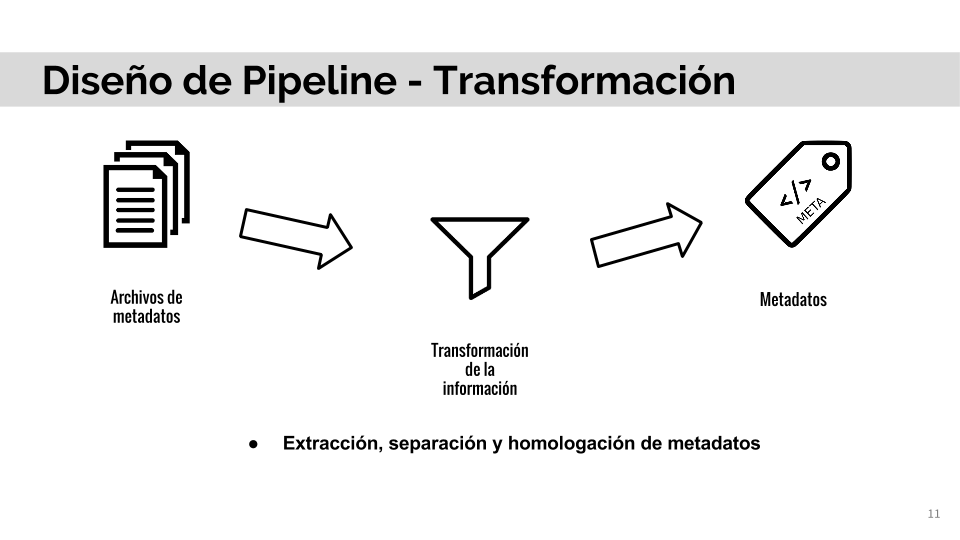 Diseño de Pipeline - Transformación
</>
META
Archivos de
metadatos
Metadatos
Transformación
de la
información
● Extracción, separación y homologación de metadatos
11